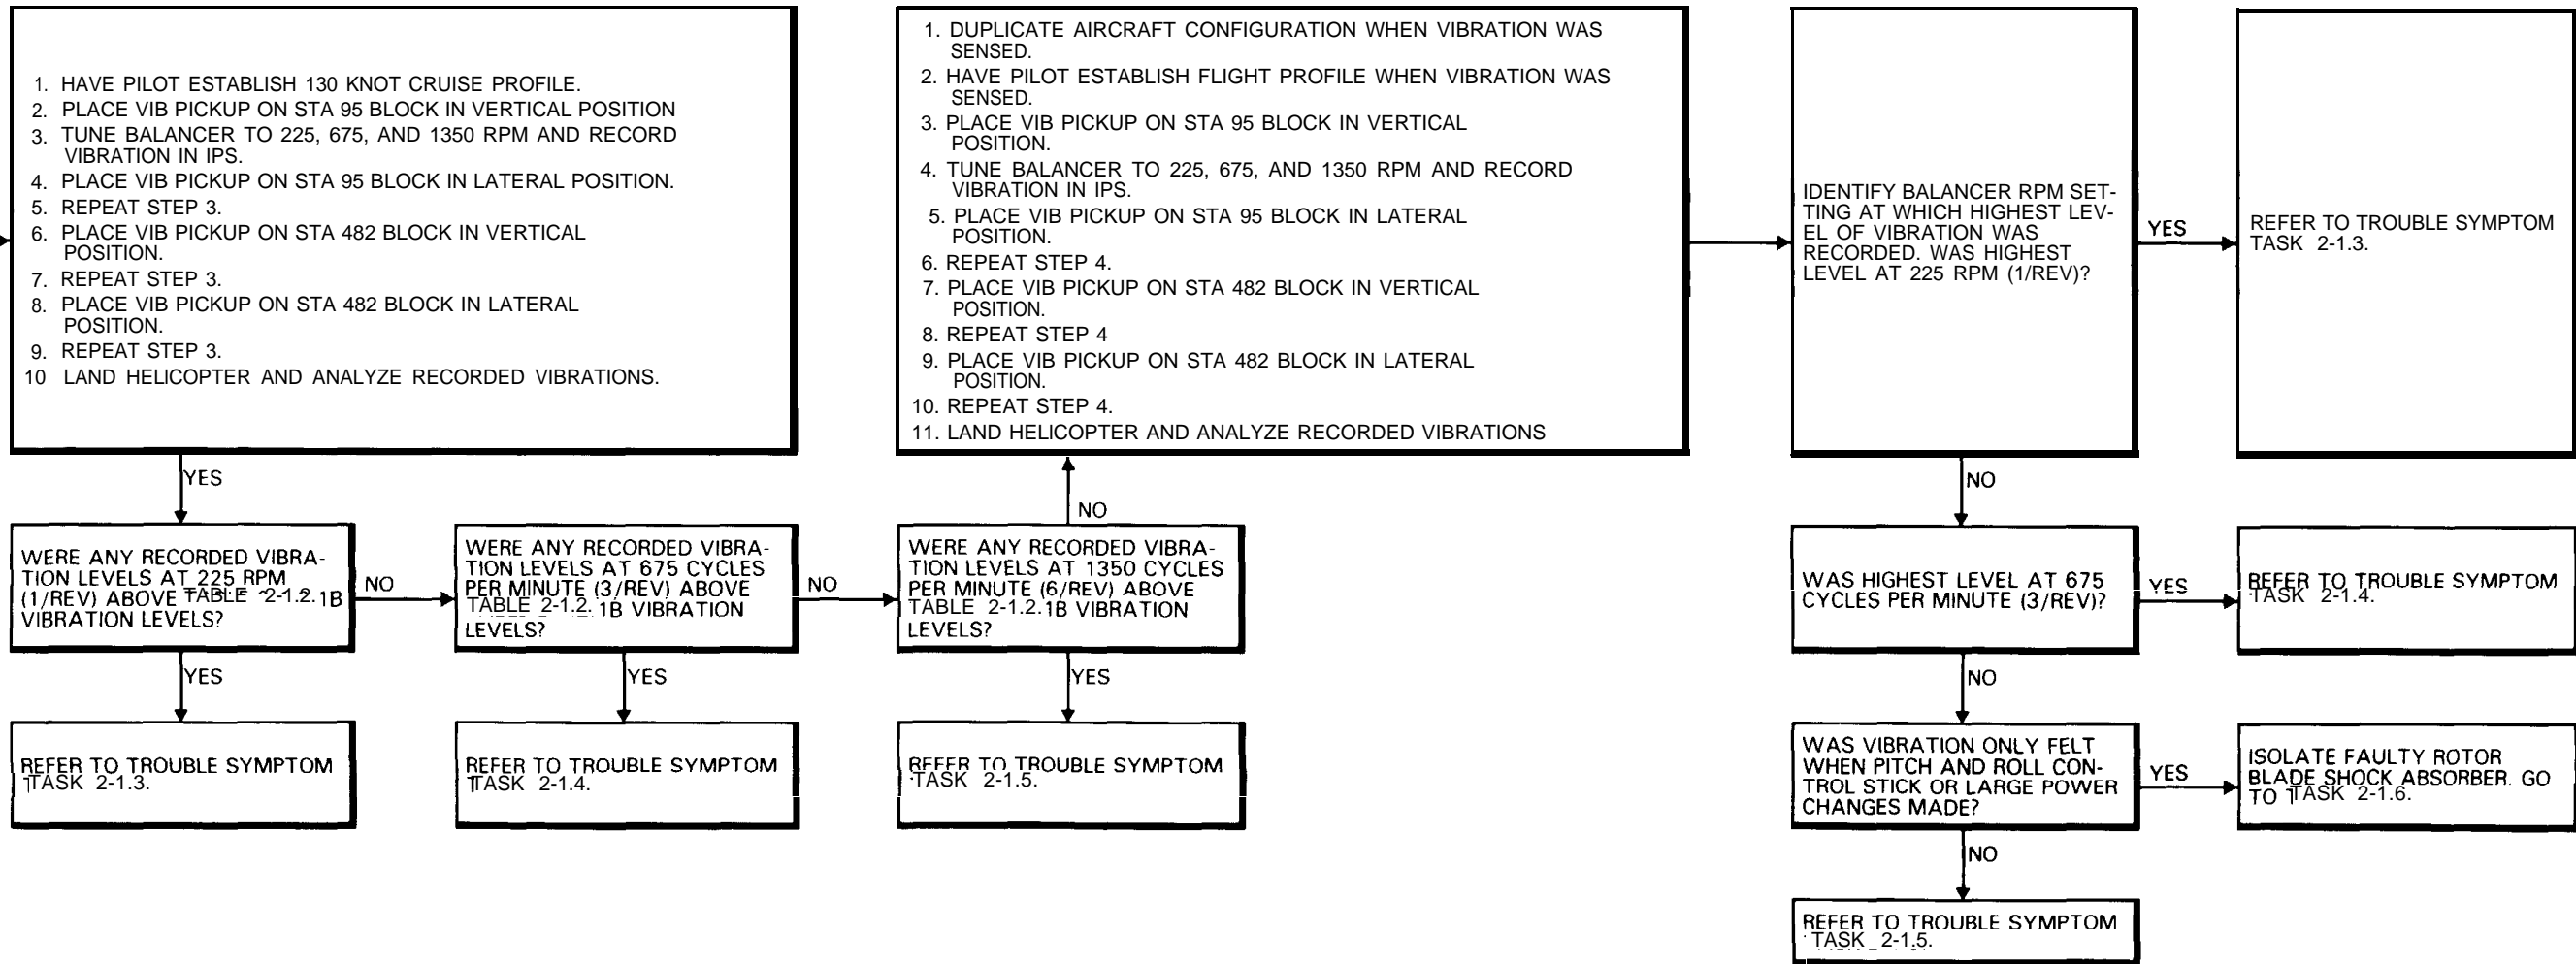 1. HAVE PILOT ESTABLISH 130 KNOT CRUISE PROFILE.
2. PLACE VIB PICKUP ON STA 95 BLOCK IN VERTICAL POSITION
3. TUNE BALANCER TO 225, 675, AND 1350 RPM AND RECORD
VIBRATION IN IPS.
4. PLACE VIB PICKUP ON STA 95 BLOCK IN LATERAL POSITION.
5. REPEAT STEP 3.
6. PLACE VIB PICKUP ON STA 482 BLOCK IN VERTICAL
POSITION.
7. REPEAT STEP 3.
8. PLACE VIB PICKUP ON STA 482 BLOCK IN LATERAL
POSITION.
9. REPEAT STEP 3.
10 LAND HELICOPTER AND ANALYZE RECORDED VIBRATIONS.
YES
WERE ANY RECORDED VIBRA-
TION LEVELS AT 225 RPM
(1/REV) ABOVE TABLE 2-1.2.1B
VIBRATION LEVELS?
NO
YES
REFER TO TROUBLE SYMPTOM
TASK 2-1.3.
WERE ANY RECORDED VIBRA-
TION LEVELS AT 675 CYCLES
PER MINUTE (3/REV) ABOVE
TABLE 2-1.2.1B VIBRATION
LEVELS?
NO
YES
REFER TO TROUBLE SYMPTOM
TASK 2-1.4.
WERE ANY RECORDED VIBRA-
TION LEVELS AT 1350 CYCLES
PER MINUTE (6/REV) ABOVE
TABLE 2-1.2.1B VIBRATION
LEVELS?
NO
YES
REFER TO TROUBLE SYMPTOM
TASK 2-1.5.
1. DUPLICATE AIRCRAFT CONFIGURATION WHEN VIBRATION WAS
SENSED.
2. HAVE PILOT ESTABLISH FLIGHT PROFILE WHEN VIBRATION WAS
SENSED.
3. PLACE VIB PICKUP ON STA 95 BLOCK IN VERTICAL
POSITION.
4. TUNE BALANCER TO 225, 675, AND 1350 RPM AND RECORD
VIBRATION IN IPS.
5. PLACE VIB PICKUP ON STA 95 BLOCK IN LATERAL
POSITION.
6. REPEAT STEP 4.
7. PLACE VIB PICKUP ON STA 482 BLOCK IN VERTICAL
POSITION.
8. REPEAT STEP 4
9. PLACE VIB PICKUP ON STA 482 BLOCK IN LATERAL
POSITION.
10. REPEAT STEP 4.
11. LAND HELICOPTER AND ANALYZE RECORDED VIBRATIONS
IDENTIFY BALANCER RPM SET-
TING AT WHICH HIGHEST LEV-
EL OF VIBRATION WAS
RECORDED. WAS HIGHEST
LEVEL AT 225 RPM (1/REV)?
YES
REFER TO TROUBLE SYMPTOM
TASK 2-1.3.
NO
WAS HIGHEST LEVEL AT 675
CYCLES PER MINUTE (3/REV)?
YES
REFER TO TROUBLE SYMPTOM
TASK 2-1.4.
NO
WAS VIBRATION ONLY FELT
WHEN PITCH AND ROLL CON-
TROL STICK OR LARGE POWER
CHANGES MADE?
YES
ISOLATE FAULTY ROTOR
BLADE SHOCK ABSORBER. GO
TO TASK 2-1.6.
NO
REFER TO TROUBLE SYMPTOM
TASK 2-1.5.